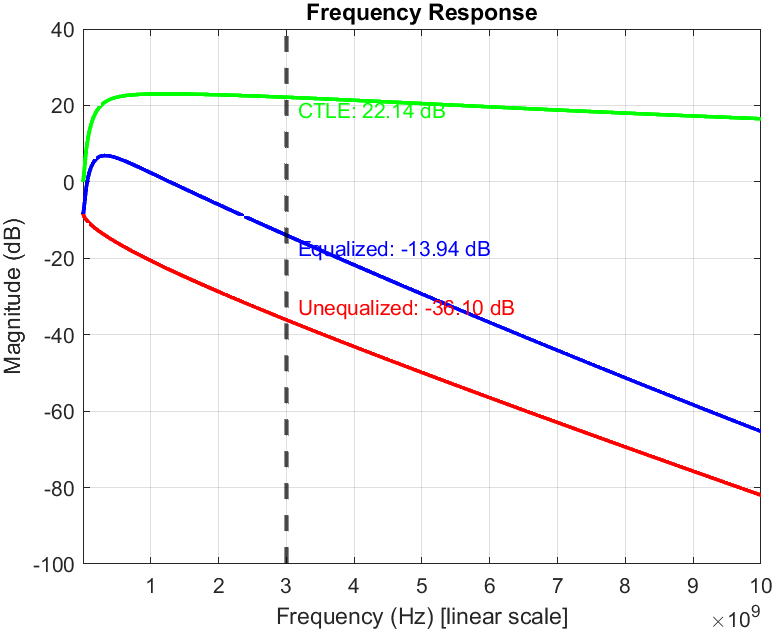 Frequency Response
40
20
0
-20
-40
-60
-80
-100
Magnitude (dB)
CTLE: 22.14 dB
Equalized: -13.94 dB
Unequalized: -36.10 dB
1 2 3 4 5 6 7 8 9 10
Frequency (Hz) [linear scale]
×10⁹